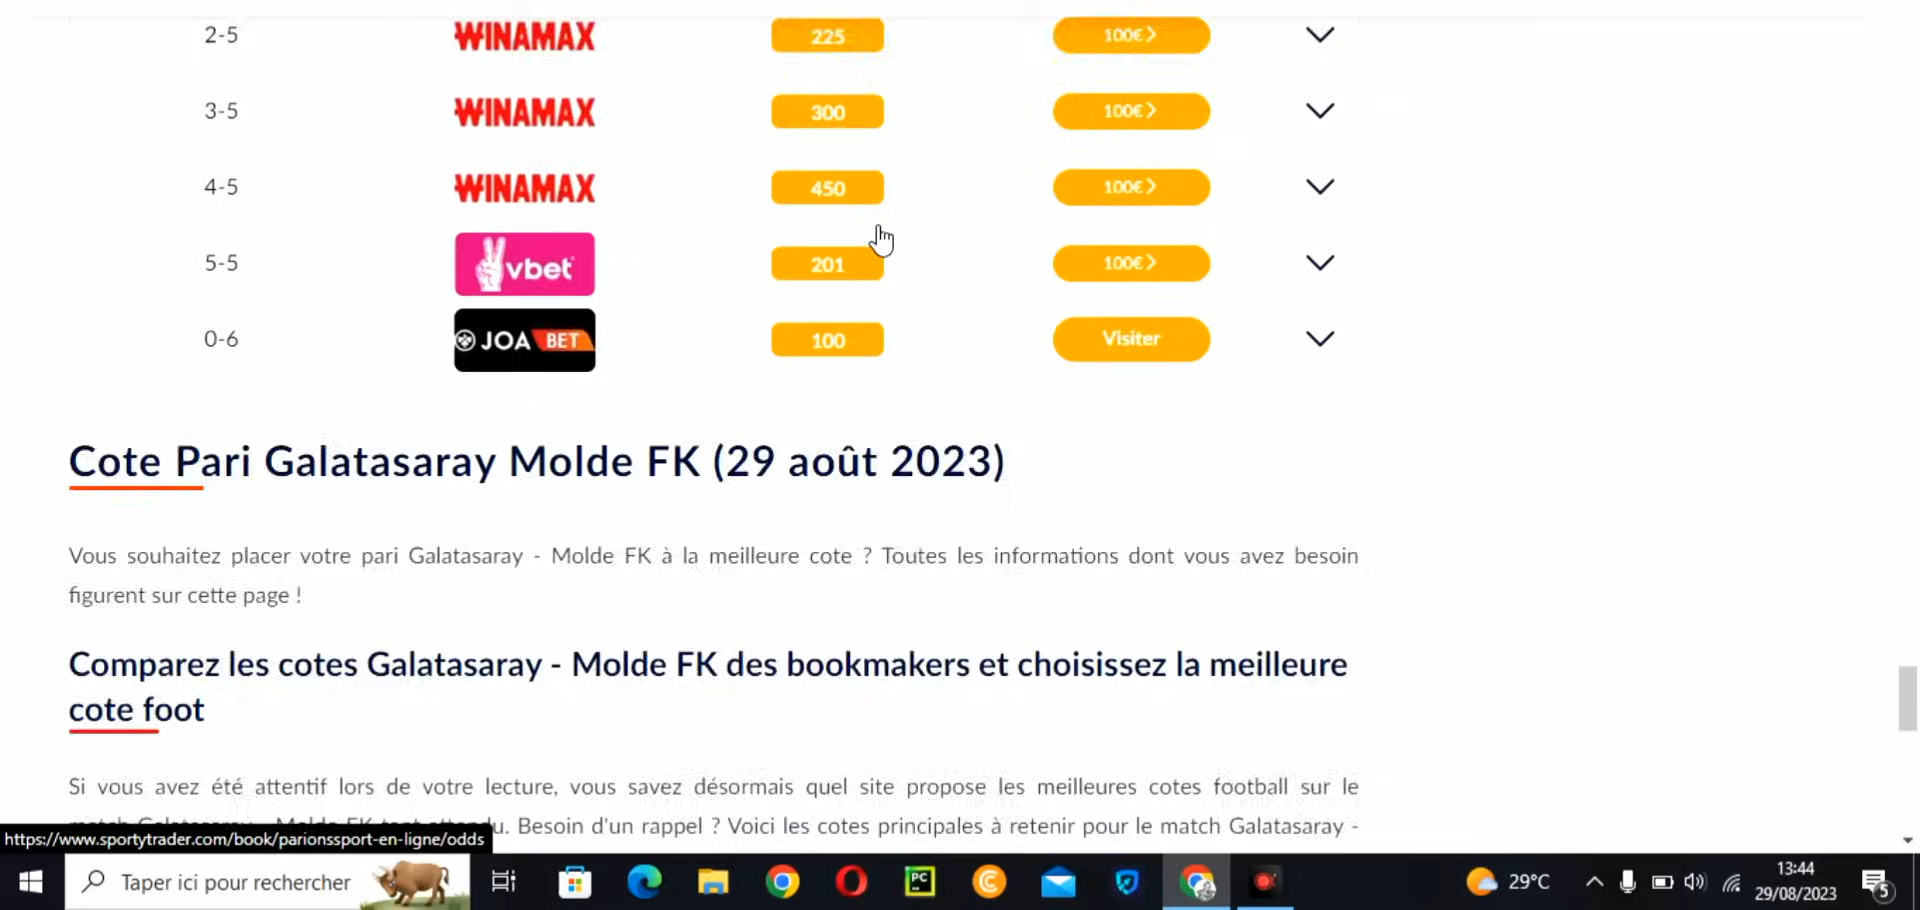 2-5 WINAMAX 225 100€ >
3-5 WINAMAX 300 100€ >
4-5 WINAMAX 450 100€ >
5-5 vbet 201 100€ >
0-6 JOA BET 100 Visiter
Cote Pari Galatasaray Molde FK (29 août 2023)
Vous souhaitez placer votre pari Galatasaray - Molde FK à la meilleure cote ? Toutes les informations dont vous avez besoin
figurent sur cette page !
Comparez les cotes Galatasaray - Molde FK des bookmakers et choisissez la meilleure
cote foot
Si vous avez été attentif lors de votre lecture, vous savez désormais quel site propose les meilleures cotes football sur le
Besoin d'un rappel ? Voici les cotes principales à retenir pour le match Galatasaray -
https://www.sportytrader.com/book/parionssport-en-ligne/odds
Taper ici pour rechercher
PC
29°C
13:44
29/08/2023
5